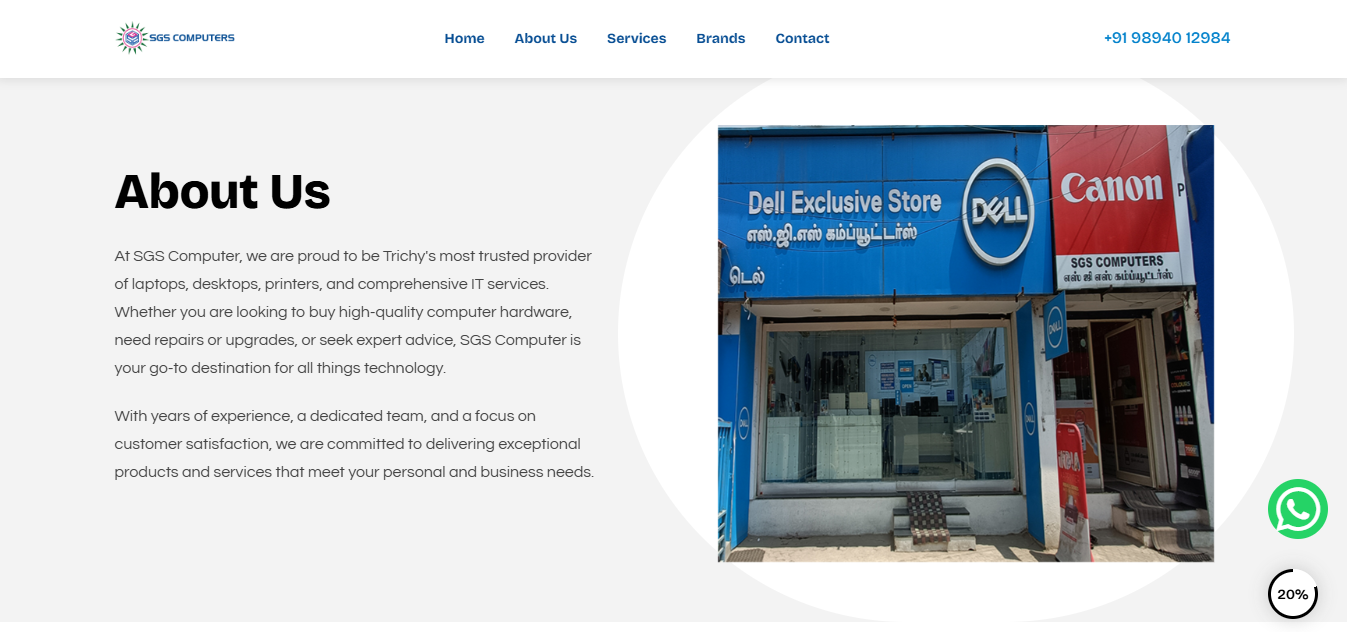 SGS COMPUTERS
Home
About Us
Services
Brands
Contact
+91 98940 12984
About Us
At SGS Computer, we are proud to be Trichy's most trusted provider
of laptops, desktops, printers, and comprehensive IT services.
Whether you are looking to buy high-quality computer hardware,
need repairs or upgrades, or seek expert advice, SGS Computer is
your go-to destination for all things technology.
With years of experience, a dedicated team, and a focus on
customer satisfaction, we are committed to delivering exceptional
products and services that meet your personal and business needs.
Dell Exclusive Store
எஸ்.ஜி.எஸ் கம்ப்யூட்டர்ஸ்
டெல்
DELL
Canon
SGS COMPUTERS
எஸ் ஜி எஸ் கம்ப்யூட்டர்ஸ்
DELL
OPEN
DELL
DELL
20%